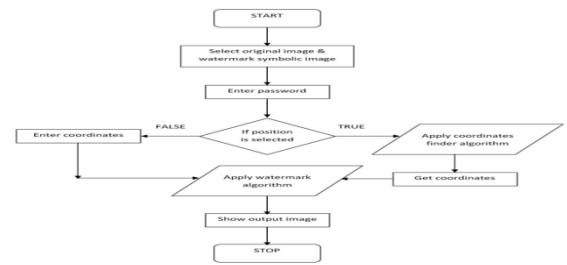 START
Select original image &
watermark symbolic image
Enter password
FALSE
If position
is selected
TRUE
Enter coordinates
Apply coordinates
finder algorithm
Apply watermark
algorithm
Get coordinates
Show output image
STOP